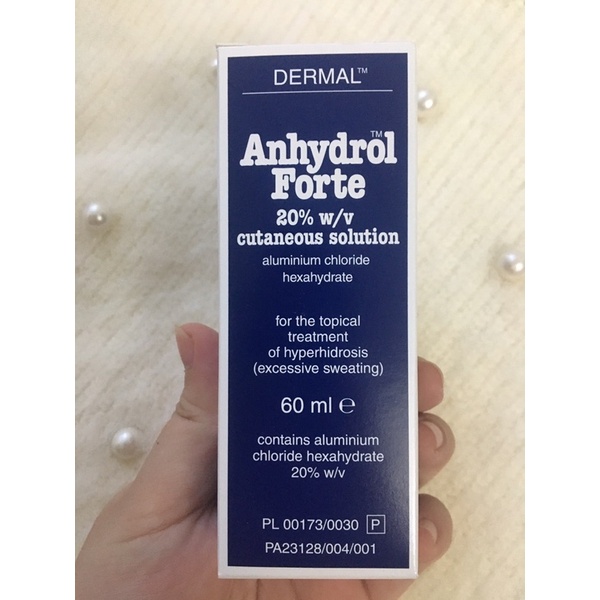 DERMAL™
Anhydrol™
Forte
20% w/v
cutaneous solution
aluminium chloride
hexahydrate
for the topical
treatment
of hyperhidrosis
(excessive sweating)
60 ml ℮
contains aluminium
chloride hexahydrate
20% w/v
PL 00173/0030 P
PA23128/004/001